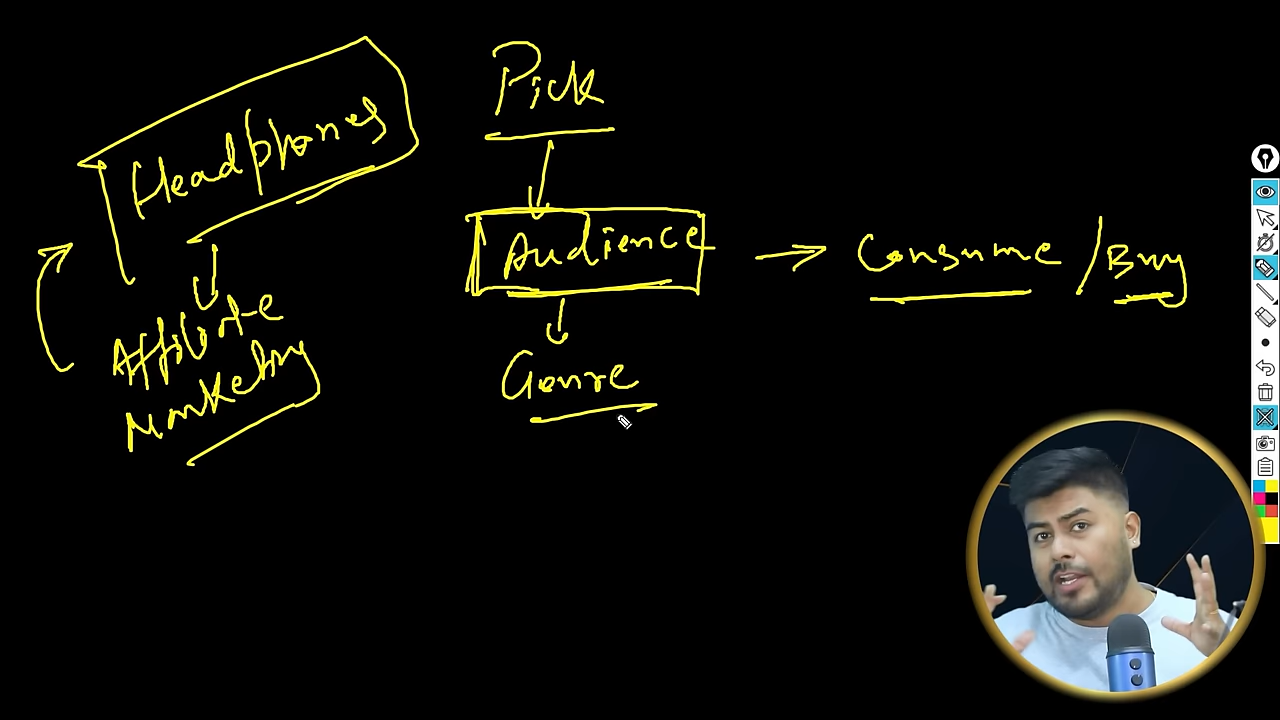 Headphones
Affiliate
Marketing
Pick
Audience
Genre
Consume / Buy